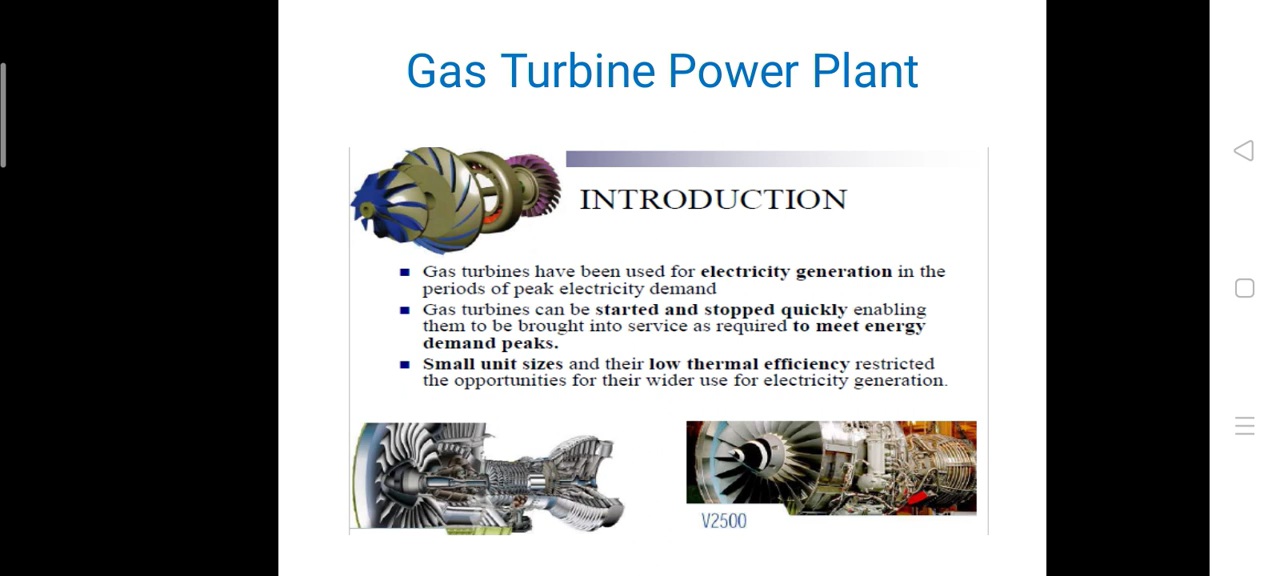 Gas Turbine Power Plant
INTRODUCTION
Gas turbines have been used for electricity generation in the
periods of peak electricity demand
Gas turbines can be started and stopped quickly enabling
them to be brought into service as required to meet energy
demand peaks.
Small unit sizes and their low thermal efficiency restricted
the opportunities for their wider use for electricity generation.
V2500